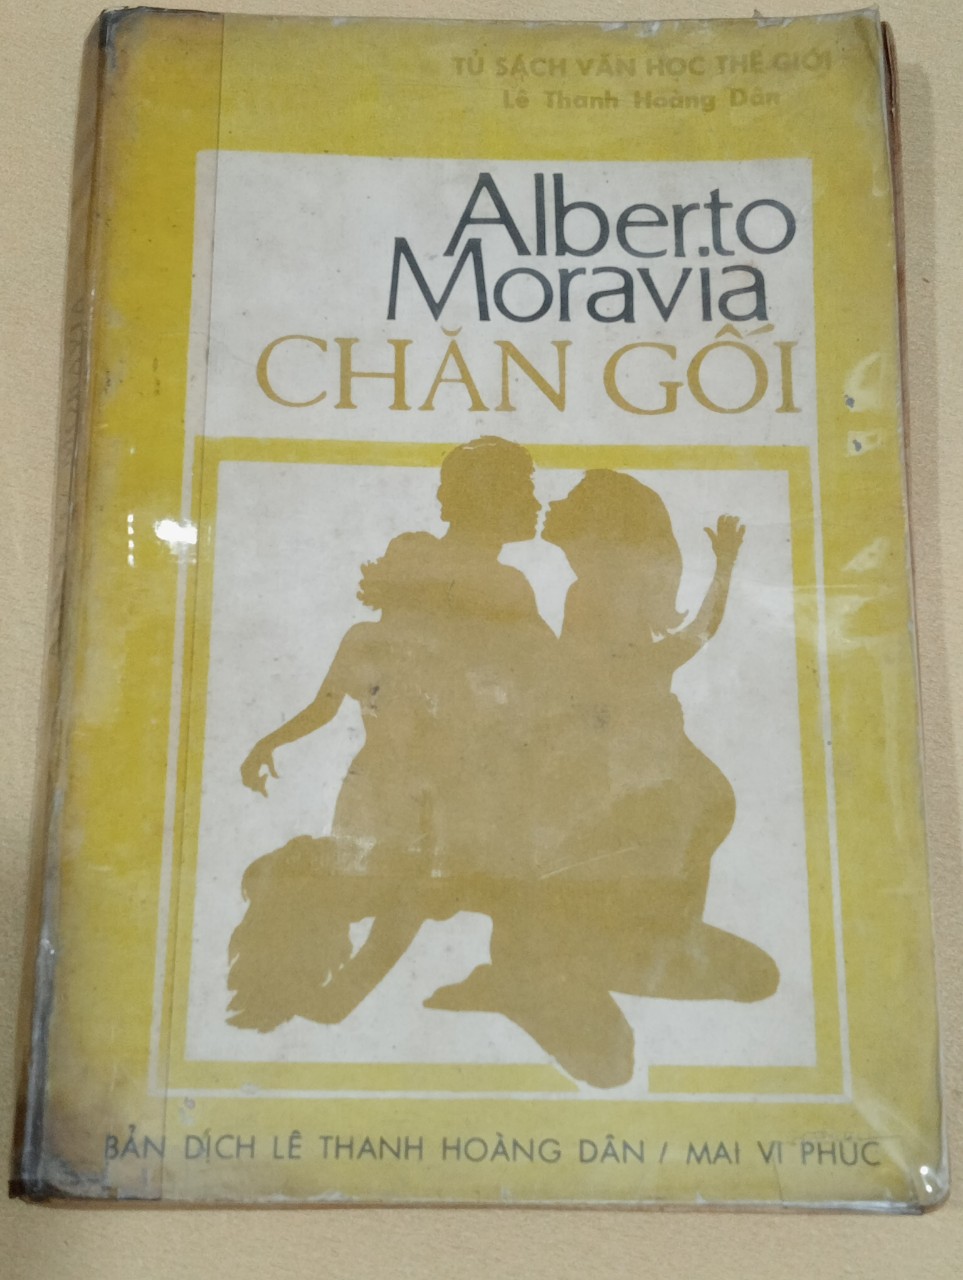 TỦ SÁCH VĂN HỌC THẾ GIỚI
Lê Thanh Hoàng Dân
Alberto
Moravia
CHĂN GỐI
BẢN DỊCH LÊ THANH HOÀNG DÂN / MAI VI PHÚC